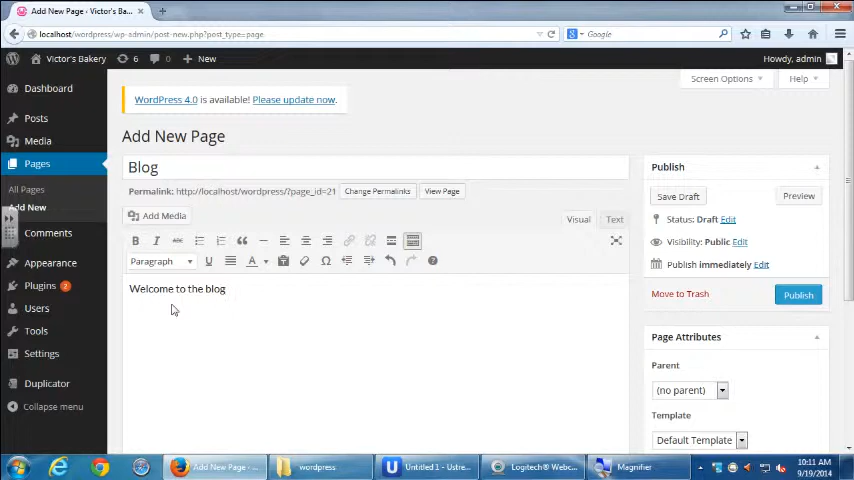 Add New Page ‹ Victor's Bakery...
localhost/wordpress/wp-admin/post-new.php?post_type=page
Google
Victor's Bakery
6
0
New
Howdy, admin
Screen Options
Help
Dashboard
Posts
Media
Pages
All Pages
Add New
Comments
Appearance
Plugins 2
Users
Tools
Settings
Duplicator
Collapse menu
WordPress 4.0 is available! Please update now.
Add New Page
Blog
Permalink: http://localhost/wordpress/?page_id=21
Change Permalinks
View Page
Add Media
Visual
Text
B I ABC
Paragraph
U
A
Ω
Welcome to the blog
Publish
Save Draft
Preview
Status: Draft Edit
Visibility: Public Edit
Publish immediately Edit
Move to Trash
Publish
Page Attributes
Parent
(no parent)
Template
Default Template
Add New Page - ...
wordpress
Untitled 1 - Ustre...
Logitech® Webc...
Magnifier
10:11 AM
9/19/2014